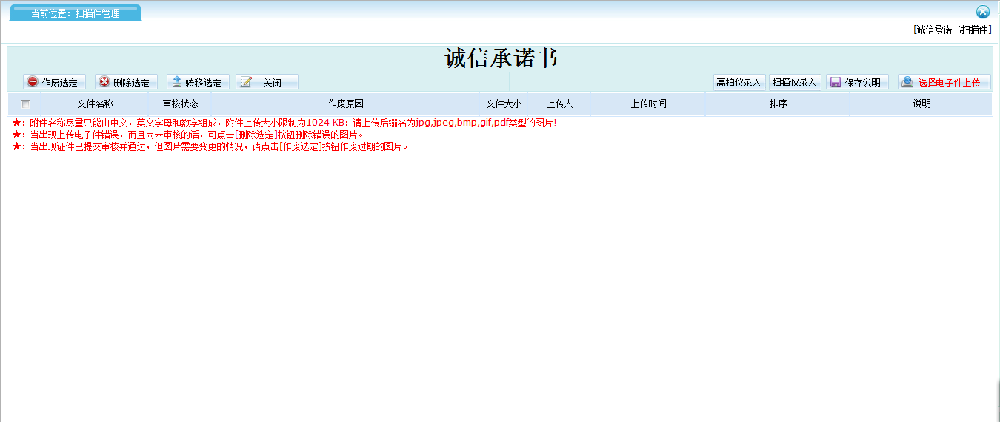 当前位置：扫描件管理
[诚信承诺书扫描件]
诚信承诺书
作废选定 删除选定 转移选定 关闭 高拍仪录入 扫描仪录入 保存说明 选择电子件上传
文件名称 审核状态 作废原因 文件大小 上传人 上传时间 排序 说明
★：附件名称尽量只能由中文，英文字母和数字组成，附件上传大小限制为1024 KB：请上传后缀名为jpg,jpeg,bmp,gif,pdf类型的图片!
★：当出现上传电子件错误，而且尚未审核的话，可点击[删除选定]按钮删除错误的图片。
★：当出现证件已提交审核并通过，但图片需要变更的情况，请点击[作废选定]按钮作废过期的图片。